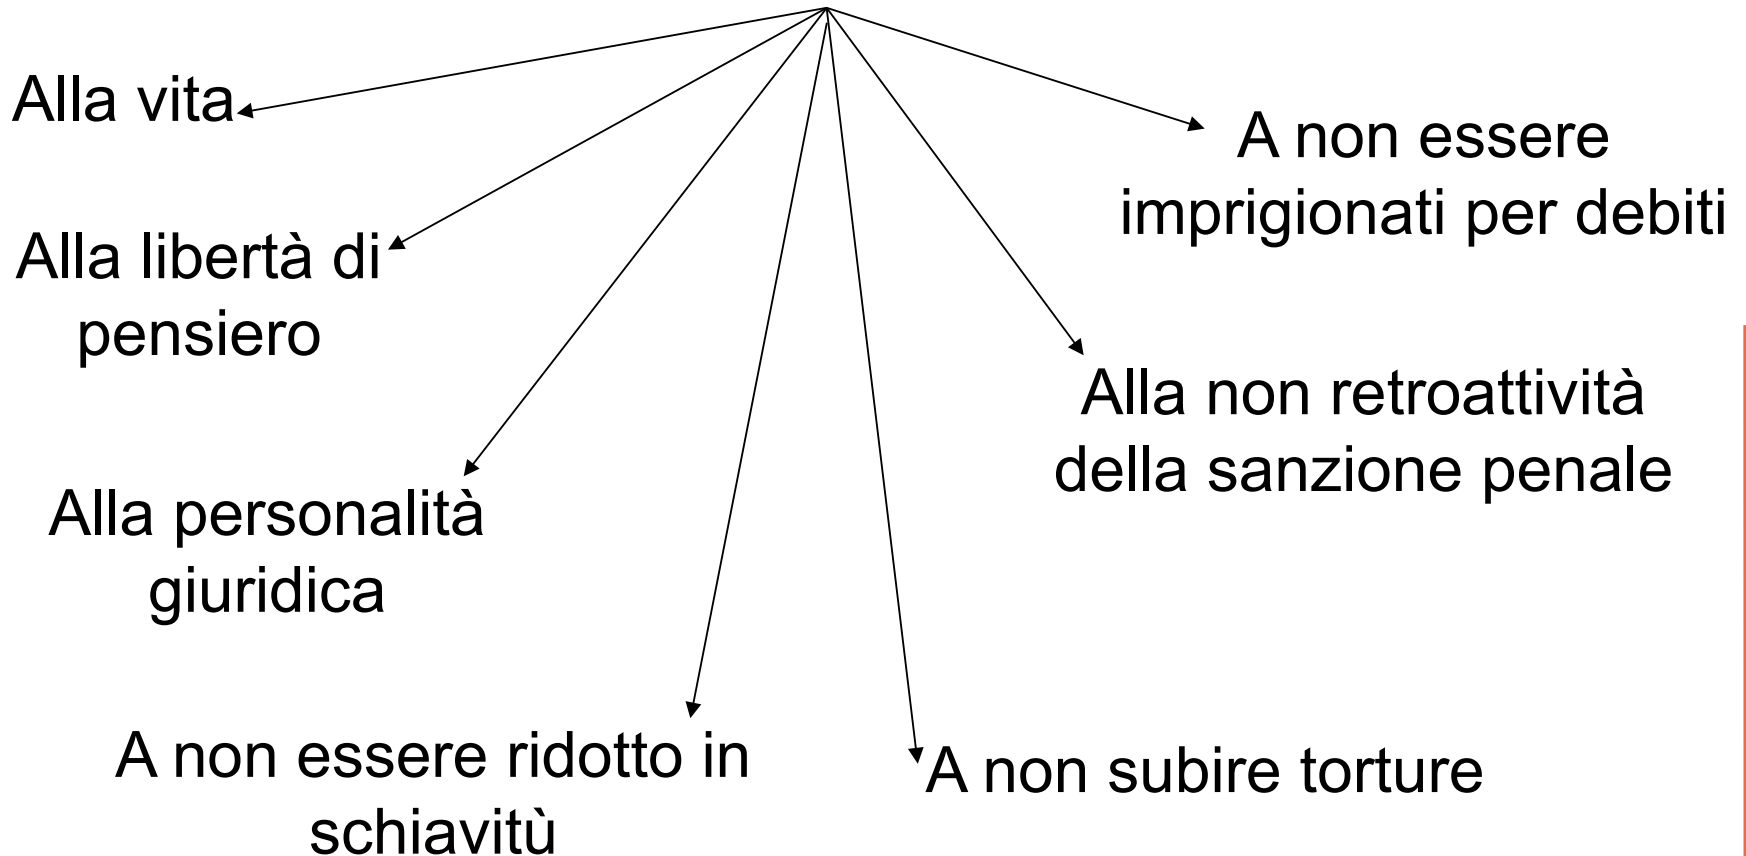 Alla vita
Alla libertà di
pensiero
Alla personalità
giuridica
A non essere ridotto in
schiavitù
A non subire torture
Alla non retroattività
della sanzione penale
A non essere
imprigionati per debiti